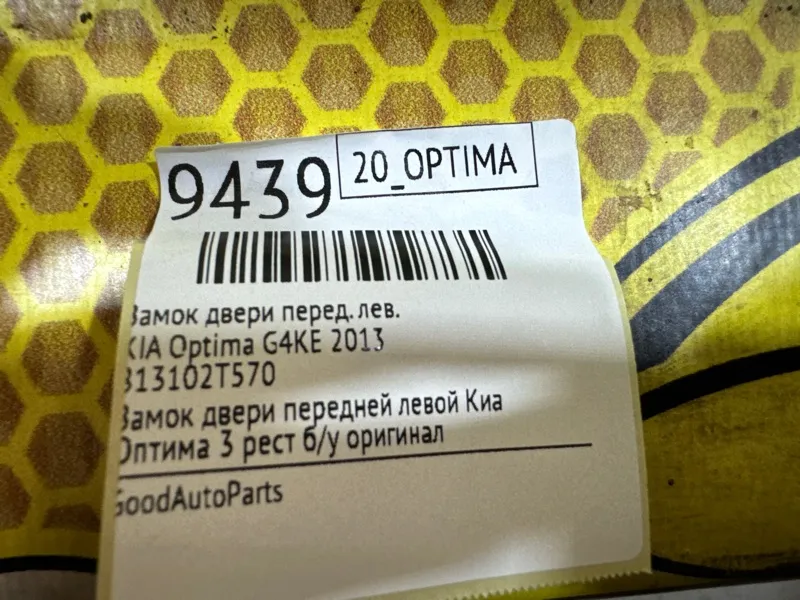 9439
20_OPTIMA
Замок двери перед. лев.
KIA Optima G4KE 2013
813102T570
Замок двери передней левой Киа
Оптима 3 рест б/у оригинал
GoodAutoParts